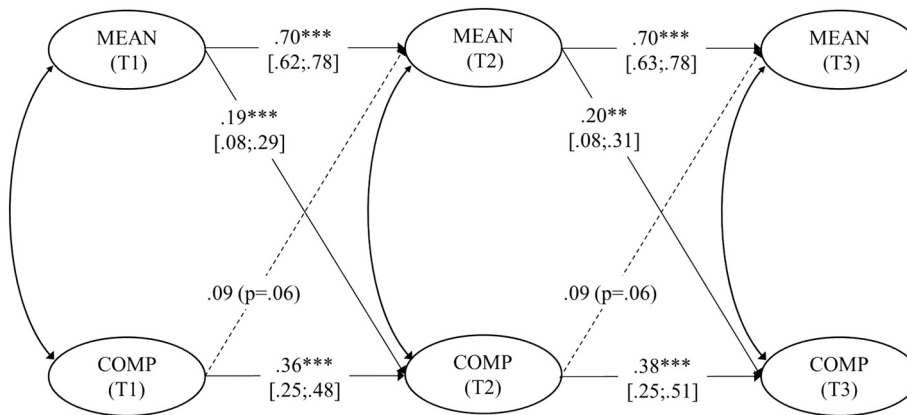 MEAN
(T1)
.70***
[.62;.78]
MEAN
(T2)
.70***
[.63;.78]
MEAN
(T3)
.19***
[.08;.29]
.20**
[.08;.31]
.09 (p=.06)
.09 (p=.06)
COMP
(T1)
.36***
[.25;.48]
COMP
(T2)
.38***
[.25;.51]
COMP
(T3)